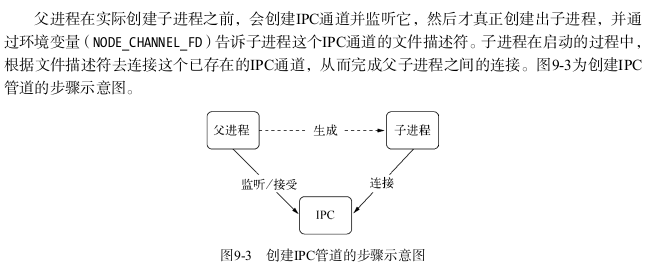 父进程在实际创建子进程之前，会创建IPC通道并监听它，然后才真正创建出子进程，并通
过环境变量（NODE_CHANNEL_FD）告诉子进程这个IPC通道的文件描述符。子进程在启动的过程中，
根据文件描述符去连接这个已存在的IPC通道，从而完成父子进程之间的连接。图9-3为创建IPC
管道的步骤示意图。
父进程
生成
子进程
监听/接受
连接
IPC
图9-3 创建IPC管道的步骤示意图